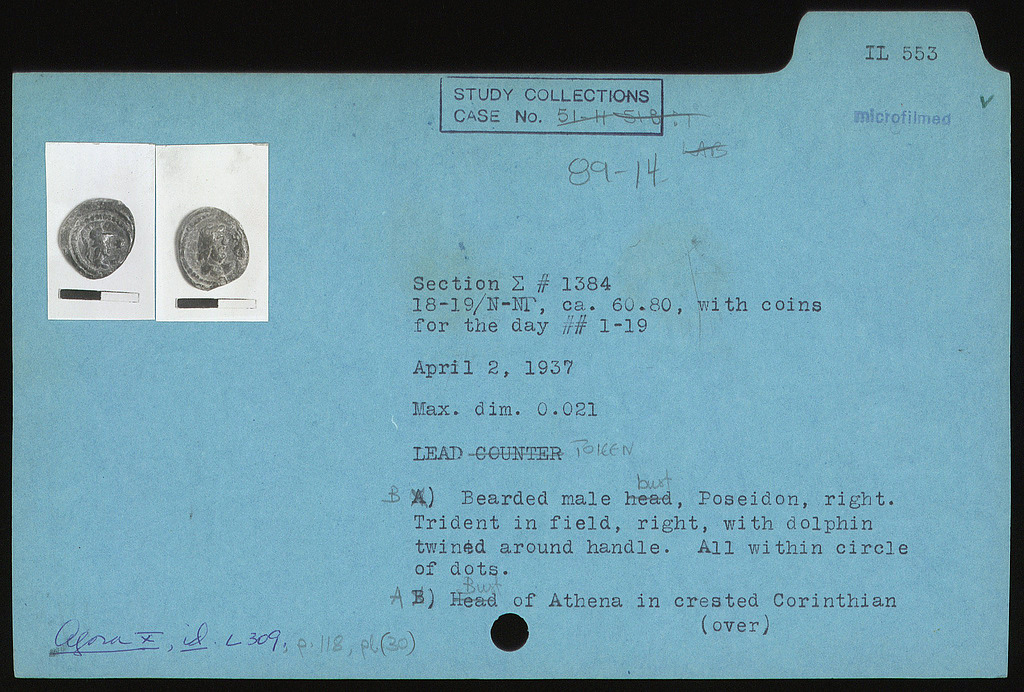 IL 553
STUDY COLLECTIONS
CASE No. 51-H
microfilmed
LAB
89-14
Section Σ # 1384
18-19/N-NΓ, ca. 60.80, with coins
for the day ## 1-19
April 2, 1937
Max. dim. 0.021
LEAD COUNTER TOKEN
bust
B A) Bearded male head, Poseidon, right.
Trident in field, right, with dolphin
twined around handle. All within circle
of dots.
Bust
A B) Head of Athena in crested Corinthian
(over)
Agora X, id. L309, p. 118, pl (30)